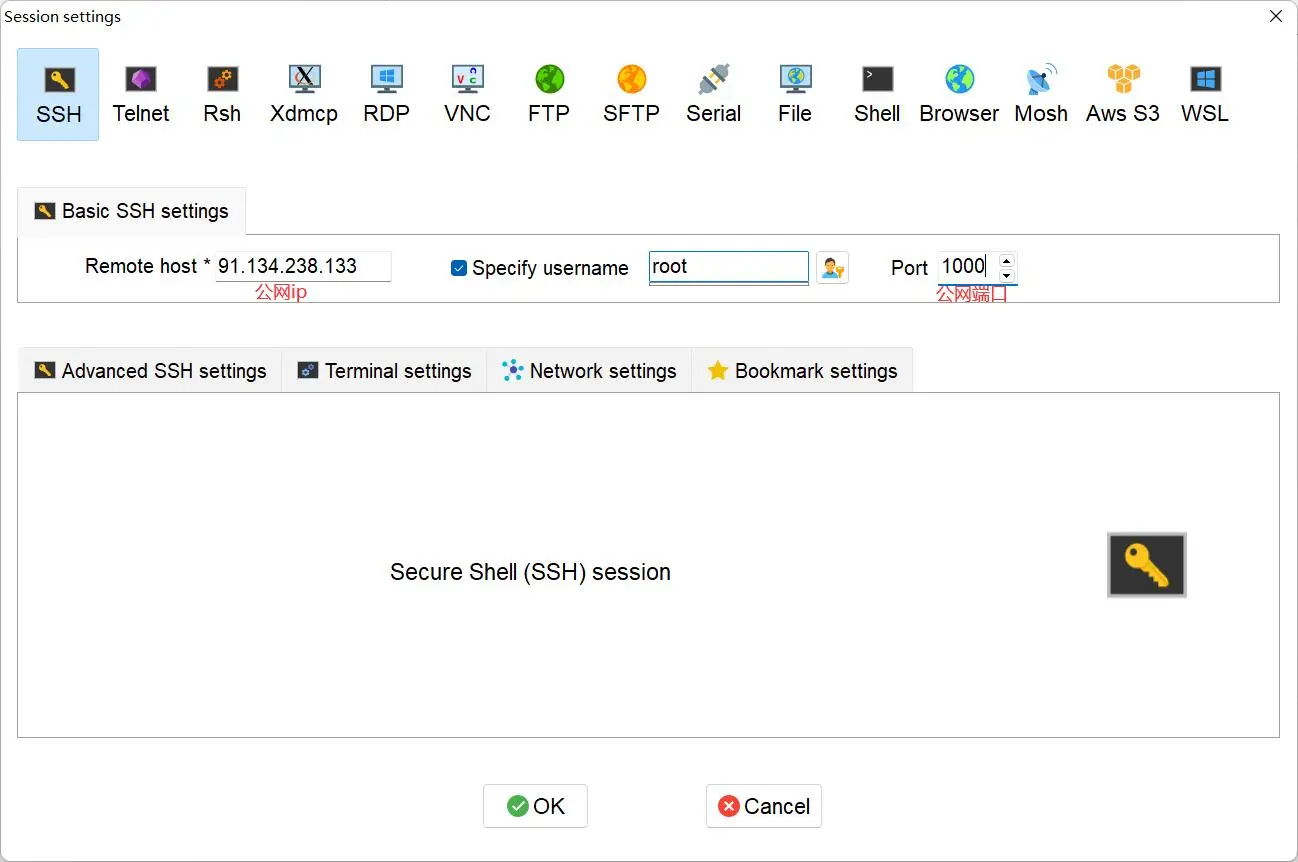 Session settings
SSH Telnet Rsh Xdmcp RDP VNC FTP SFTP Serial File Shell Browser Mosh Aws S3 WSL
Basic SSH settings
Remote host * 91.134.238.133 Specify username root Port 1000
公网ip 公网端口
Advanced SSH settings Terminal settings Network settings Bookmark settings
Secure Shell (SSH) session
OK Cancel